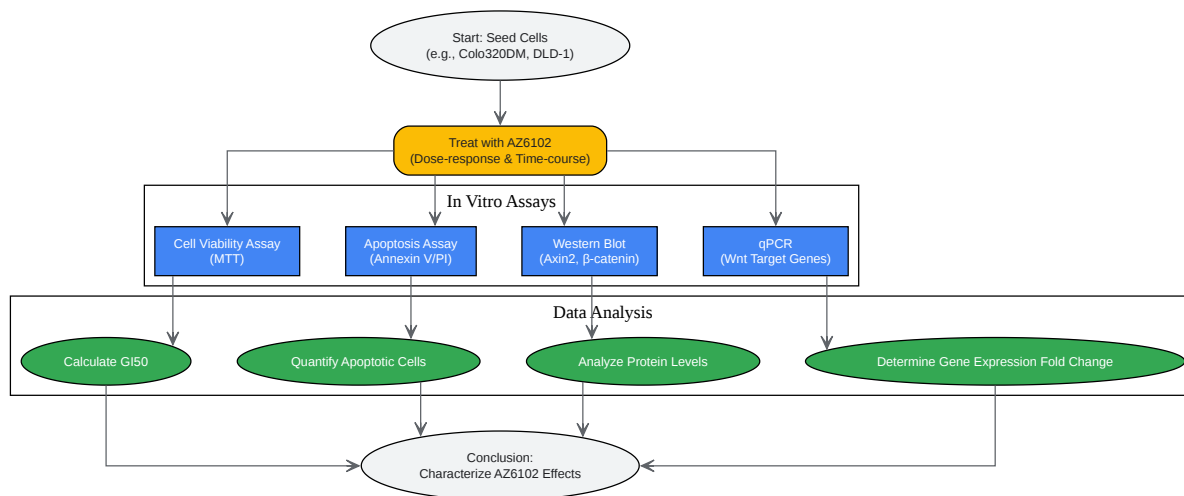 Start: Seed Cells
(e.g., Colo320DM, DLD-1)
Treat with AZ6102
(Dose-response & Time-course)
In Vitro Assays
Cell Viability Assay
(MTT)
Apoptosis Assay
(Annexin V/PI)
Western Blot
(Axin2, β-catenin)
qPCR
(Wnt Target Genes)
Data Analysis
Calculate GI50
Quantify Apoptotic Cells
Analyze Protein Levels
Determine Gene Expression Fold Change
Conclusion:
Characterize AZ6102 Effects